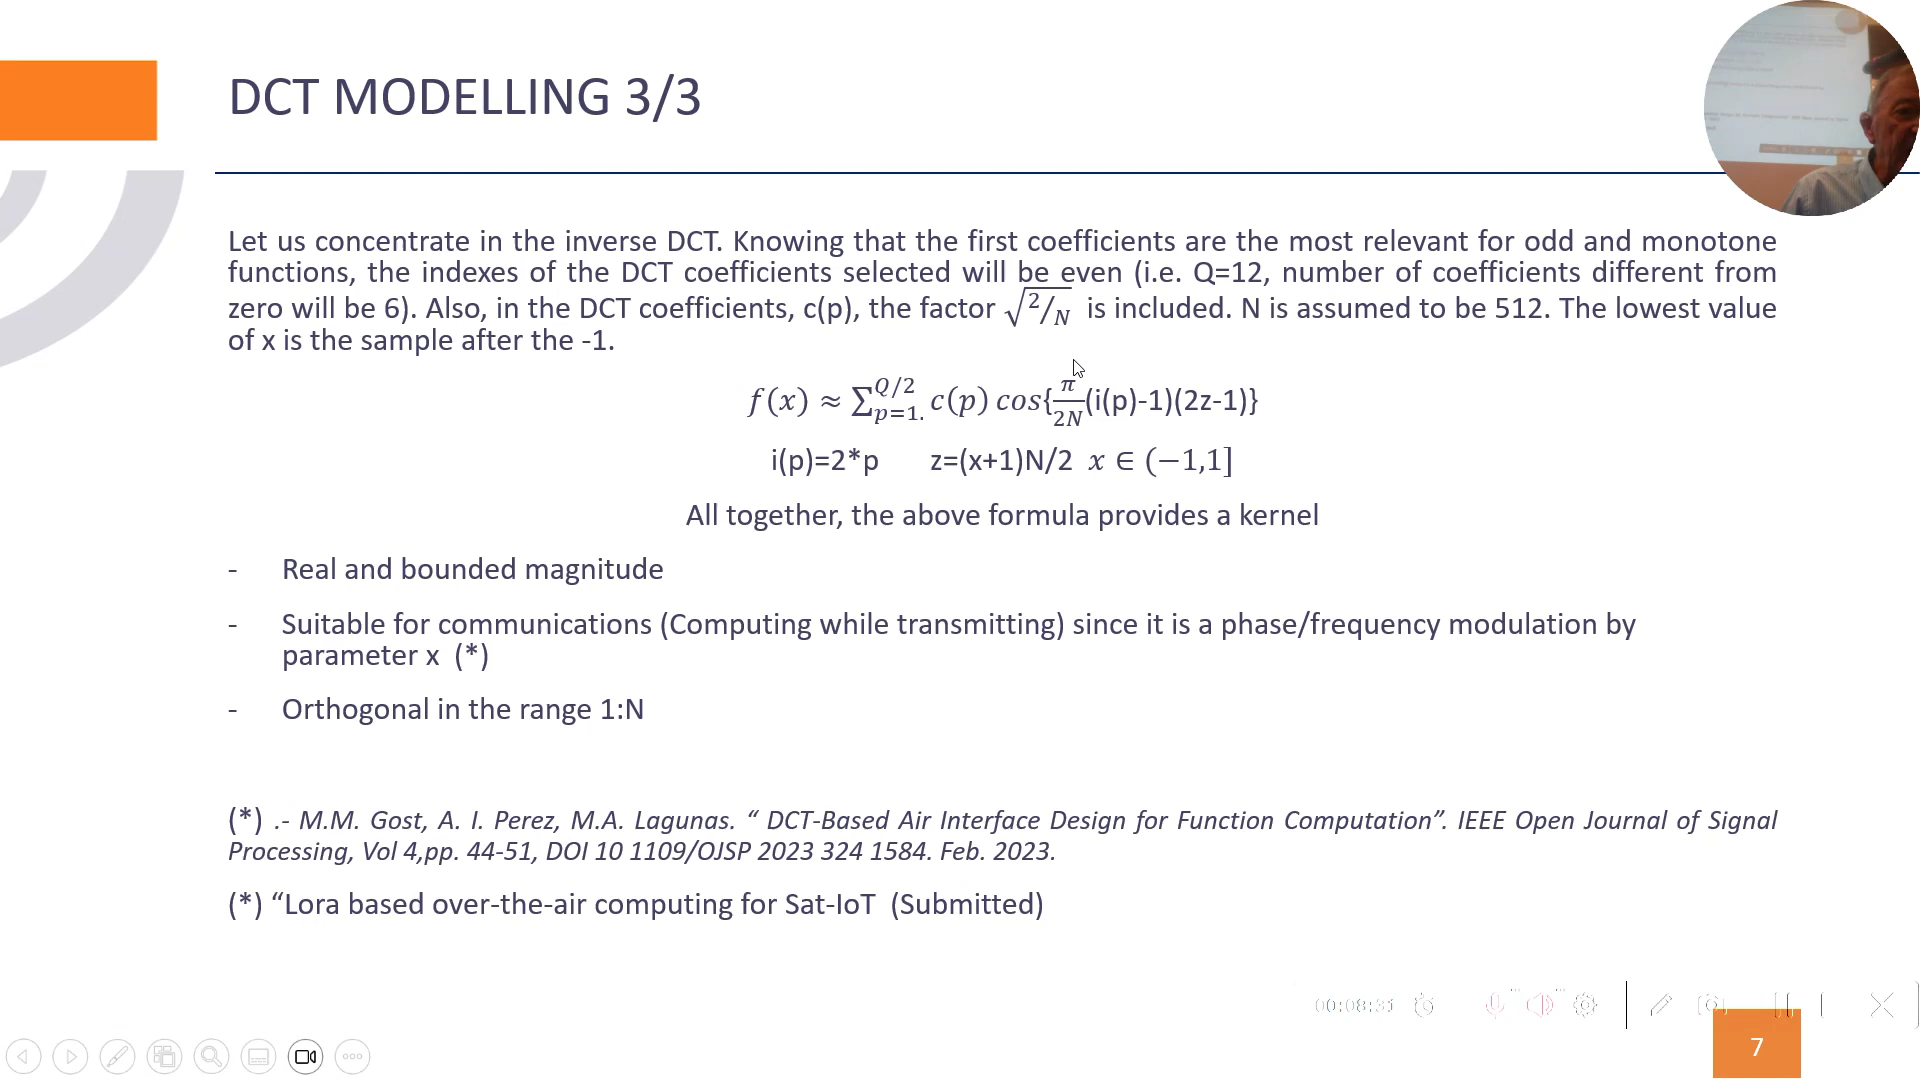 DCT MODELLING 3/3
Let us concentrate in the inverse DCT. Knowing that the first coefficients are the most relevant for odd and monotone
functions, the indexes of the DCT coefficients selected will be even (i.e. Q=12, number of coefficients different from
zero will be 6). Also, in the DCT coefficients, c(p), the factor √2/N is included. N is assumed to be 512. The lowest value
of x is the sample after the -1.
f(x) ≈ ∑_{p=1.}^{Q/2} c(p) cos{π/2N(i(p)-1)(2z-1)}
i(p)=2*p z=(x+1)N/2 x ∈ (−1,1]
All together, the above formula provides a kernel
- Real and bounded magnitude
- Suitable for communications (Computing while transmitting) since it is a phase/frequency modulation by
parameter x (*)
- Orthogonal in the range 1:N
(*) .- M.M. Gost, A. I. Perez, M.A. Lagunas. “ DCT-Based Air Interface Design for Function Computation”. IEEE Open Journal of Signal
Processing, Vol 4,pp. 44-51, DOI 10 1109/OJSP 2023 324 1584. Feb. 2023.
(*) “Lora based over-the-air computing for Sat-IoT (Submitted)
00:08:31
7